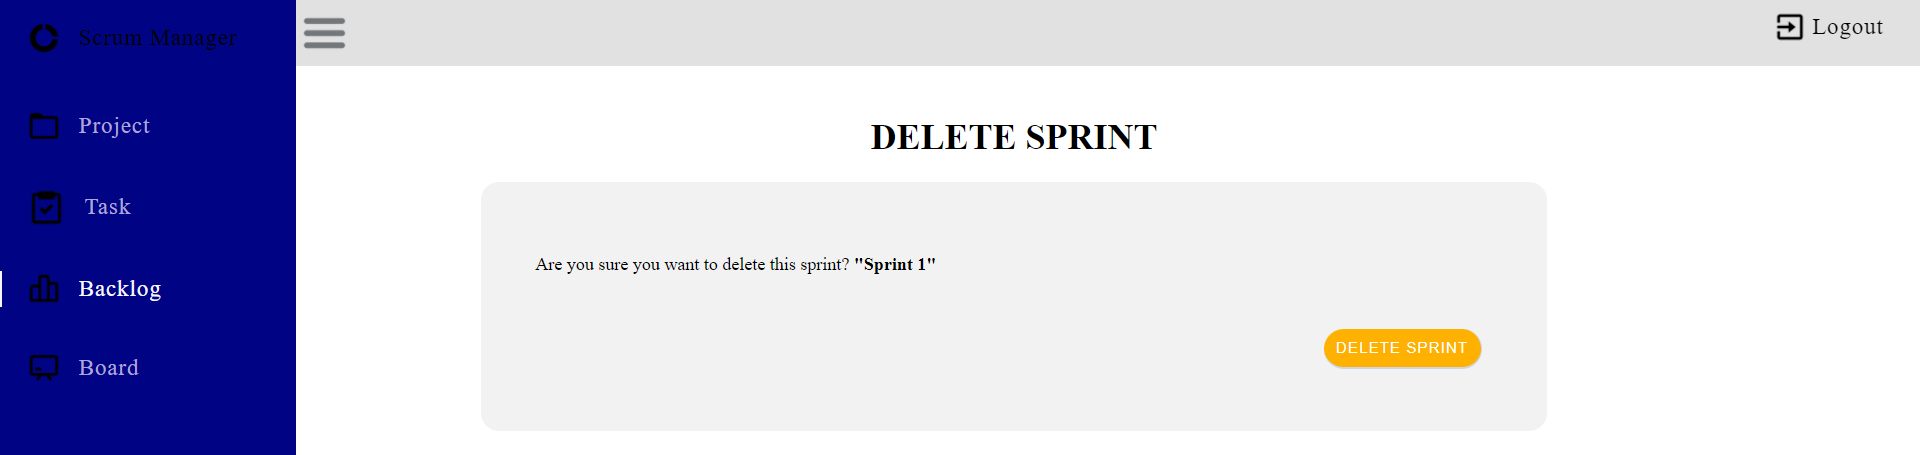 Scrum Manager
Logout
Project
Task
Backlog
Board
DELETE SPRINT
Are you sure you want to delete this sprint? "Sprint 1"
DELETE SPRINT